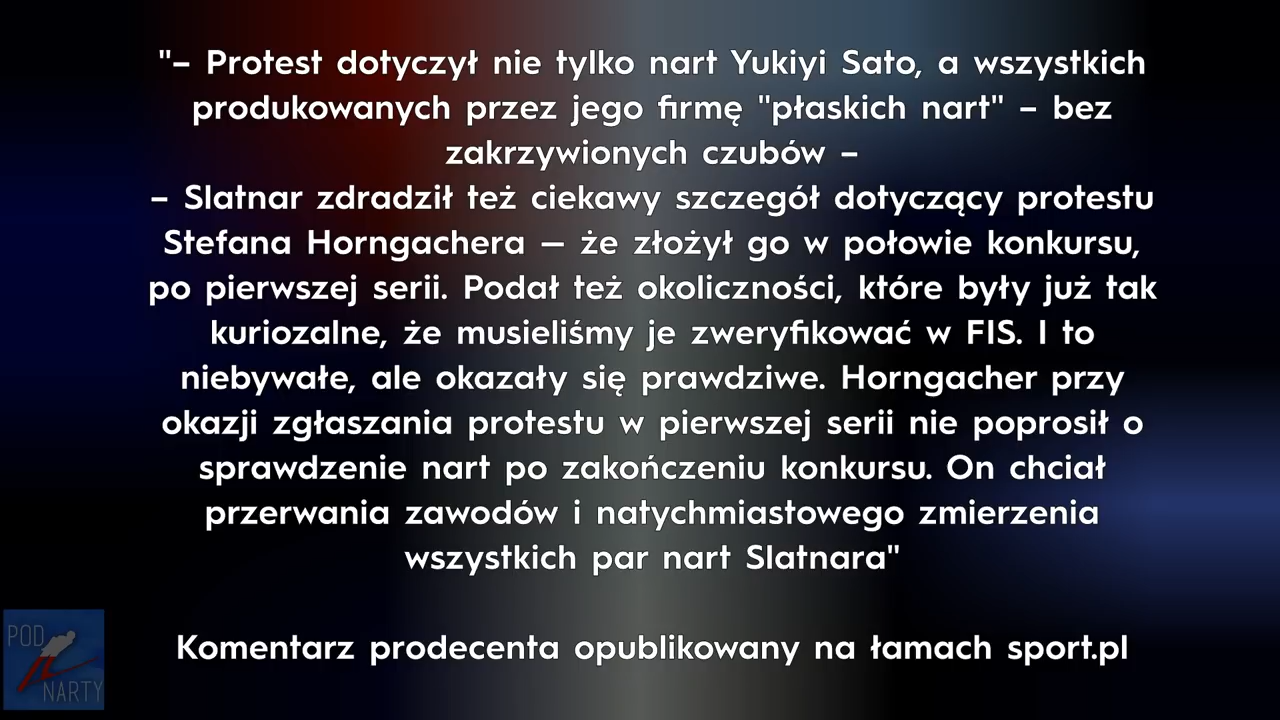 "– Protest dotyczył nie tylko nart Yukiyi Sato, a wszystkich
produkowanych przez jego firmę "płaskich nart" – bez
zakrzywionych czubów –
– Slatnar zdradził też ciekawy szczegół dotyczący protestu
Stefana Horngachera — że złożył go w połowie konkursu,
po pierwszej serii. Podał też okoliczności, które były już tak
kuriozalne, że musieliśmy je zweryfikować w FIS. I to
niebywałe, ale okazały się prawdziwe. Horngacher przy
okazji zgłaszania protestu w pierwszej serii nie poprosił o
sprawdzenie nart po zakończeniu konkursu. On chciał
przerwania zawodów i natychmiastowego zmierzenia
wszystkich par nart Slatnara"
Komentarz prodecenta opublikowany na łamach sport.pl
POD
NARTY